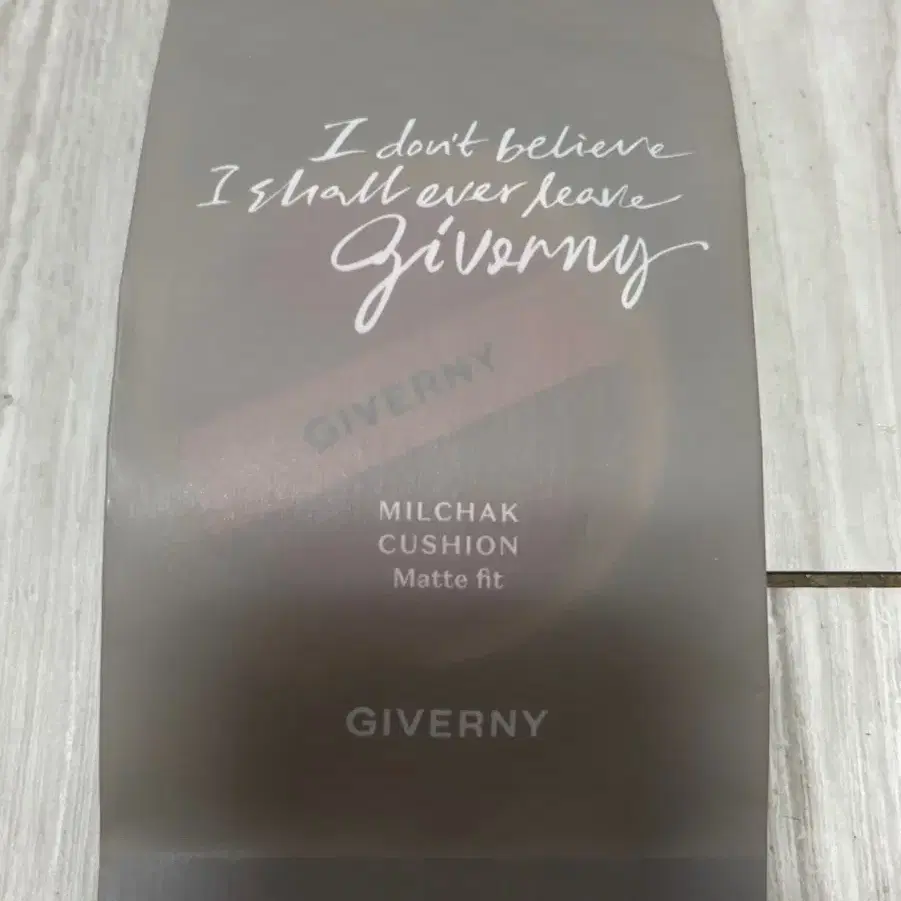 I don't believe
I shall ever leave
Giverny
GIVERNY
MILCHAK
CUSHION
Matte fit
GIVERNY